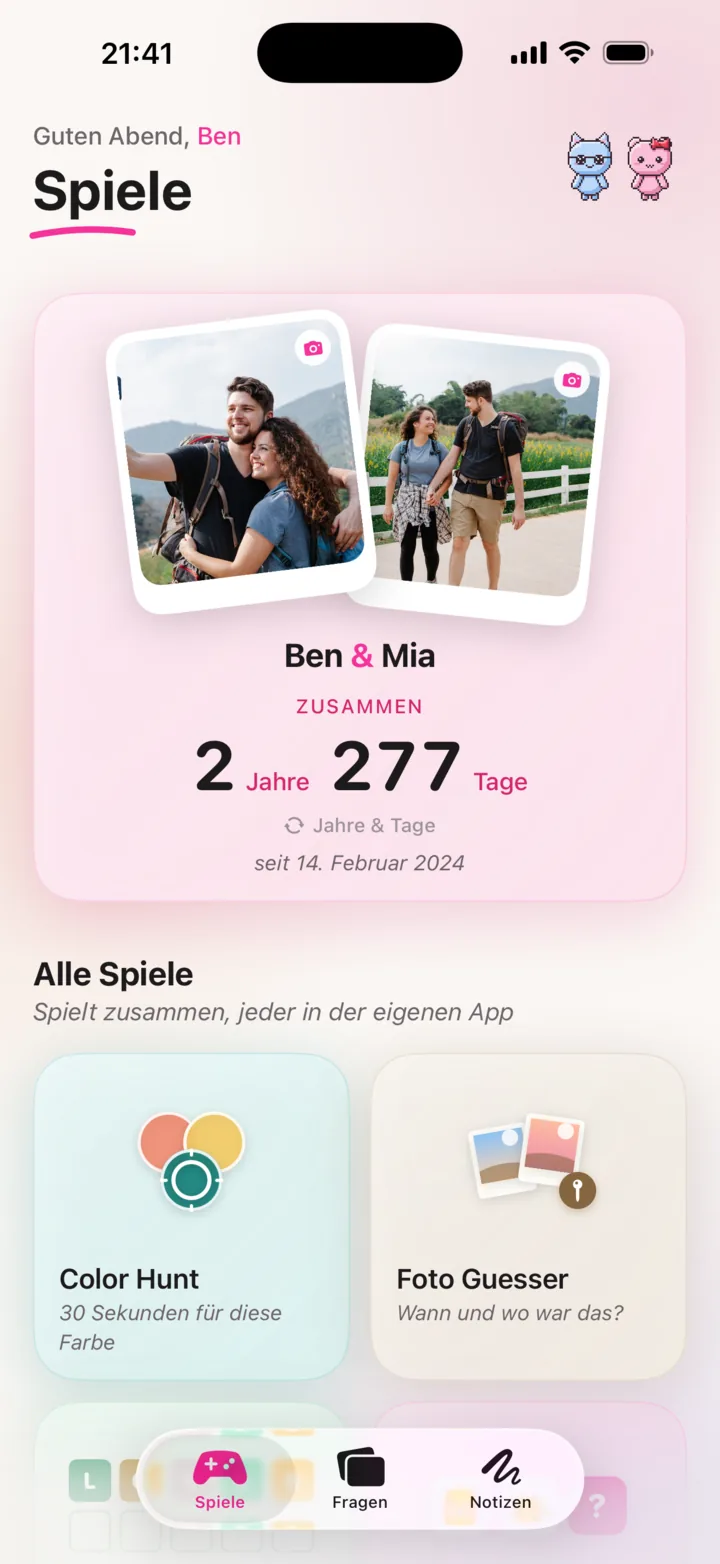 21:41
Guten Abend, Ben
Spiele
Ben & Mia
ZUSAMMEN
2 Jahre 277 Tage
Jahre & Tage
seit 14. Februar 2024
Alle Spiele
Spielt zusammen, jeder in der eigenen App
Color Hunt
30 Sekunden für diese
Farbe
Foto Guesser
Wann und wo war das?
L
?
Spiele
Fragen
Notizen